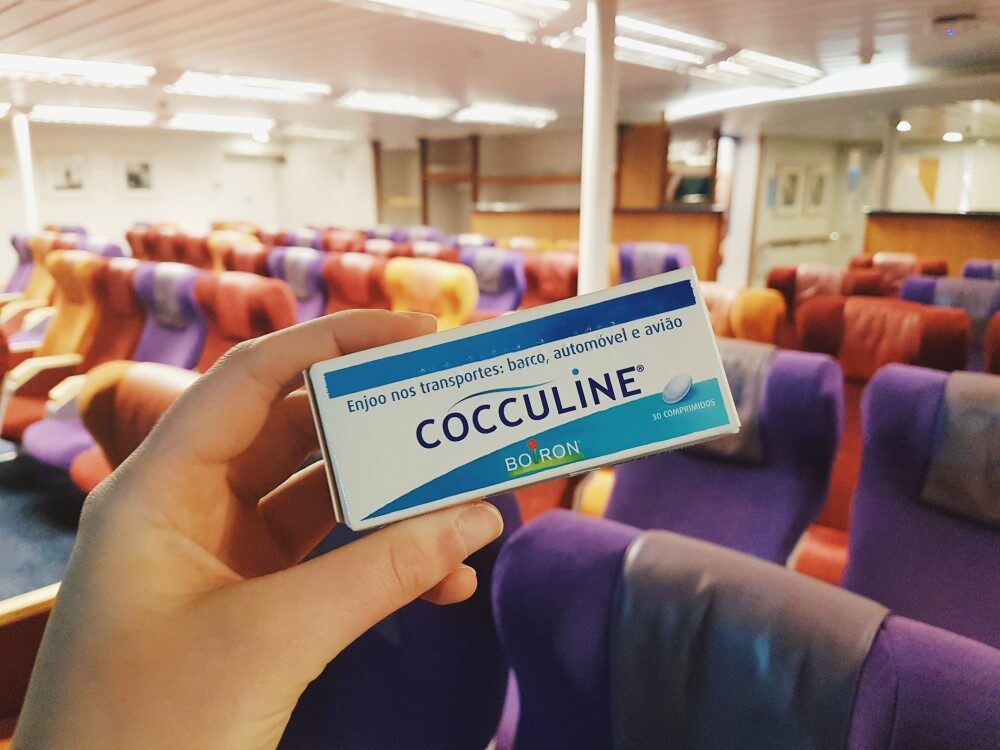 Enjoo nos transportes: barco, automóvel e avião
COCCULINE®
30 COMPRIMIDOS
BOIRON